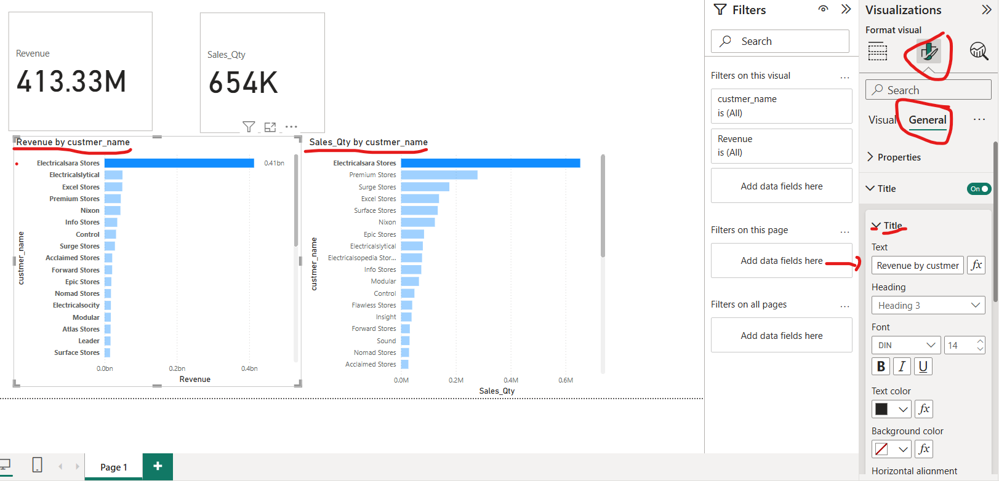 Revenue
413.33M
Sales_Qty
654K
Revenue by custmer_name
Electricalsara Stores
0.41bn
Electricalslytical
Excel Stores
Premium Stores
Nixon
Info Stores
Control
Surge Stores
Acclaimed Stores
Forward Stores
Epic Stores
Nomad Stores
Electricalsocity
Modular
Atlas Stores
Leader
Surface Stores
custmer_name
0.0bn 0.2bn 0.4bn
Revenue
Sales_Qty by custmer_name
Electricalsara Stores
Premium Stores
Surge Stores
Excel Stores
Surface Stores
Nixon
Epic Stores
Electricalslytical
Electricalsopedia Stor...
Info Stores
Modular
Control
Flawless Stores
Insight
Forward Stores
Sound
Nomad Stores
Acclaimed Stores
custmer_name
0.0M 0.2M 0.4M 0.6M
Sales_Qty
Page 1
Filters
Search
Filters on this visual
custmer_name
is (All)
Revenue
is (All)
Add data fields here
Filters on this page
Add data fields here
Filters on all pages
Add data fields here
Visualizations
Format visual
Search
Visual General
Properties
Title On
Title
Text
Revenue by custmer fx
Heading
Heading 3
Font
DIN 14
B I U
Text color
fx
Background color
fx
Horizontal alignment